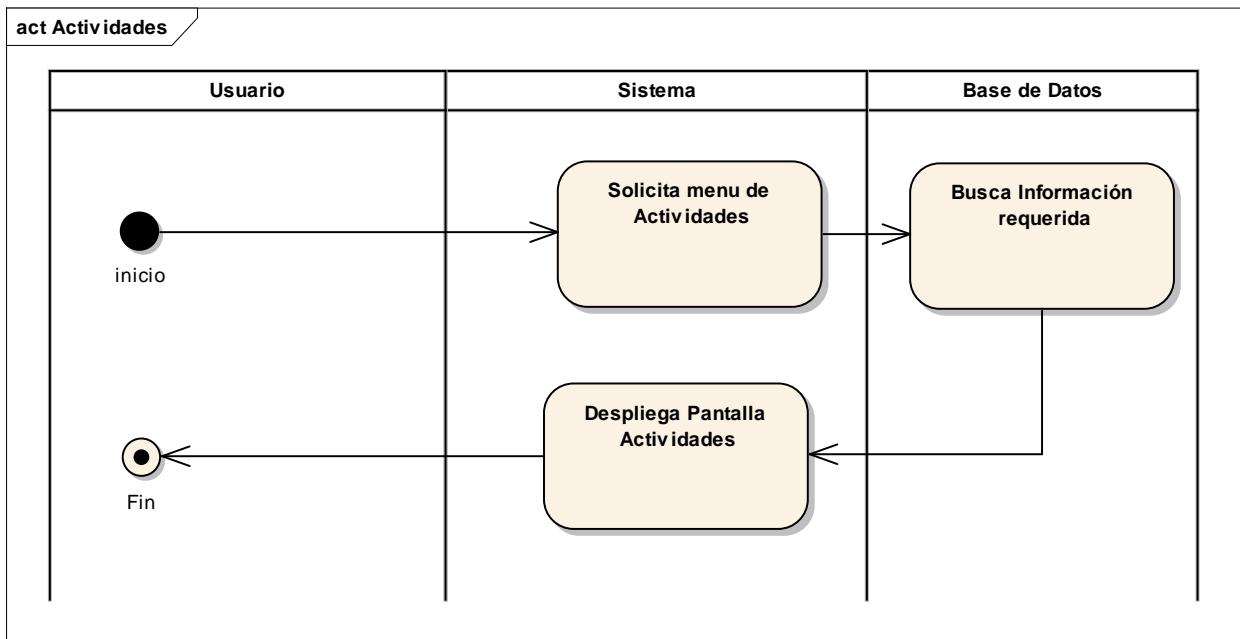 act Actividades
Usuario
Sistema
Base de Datos
Solicita menu de
Actividades
Busca Información
requerida
inicio
Despliega Pantalla
Actividades
Fin